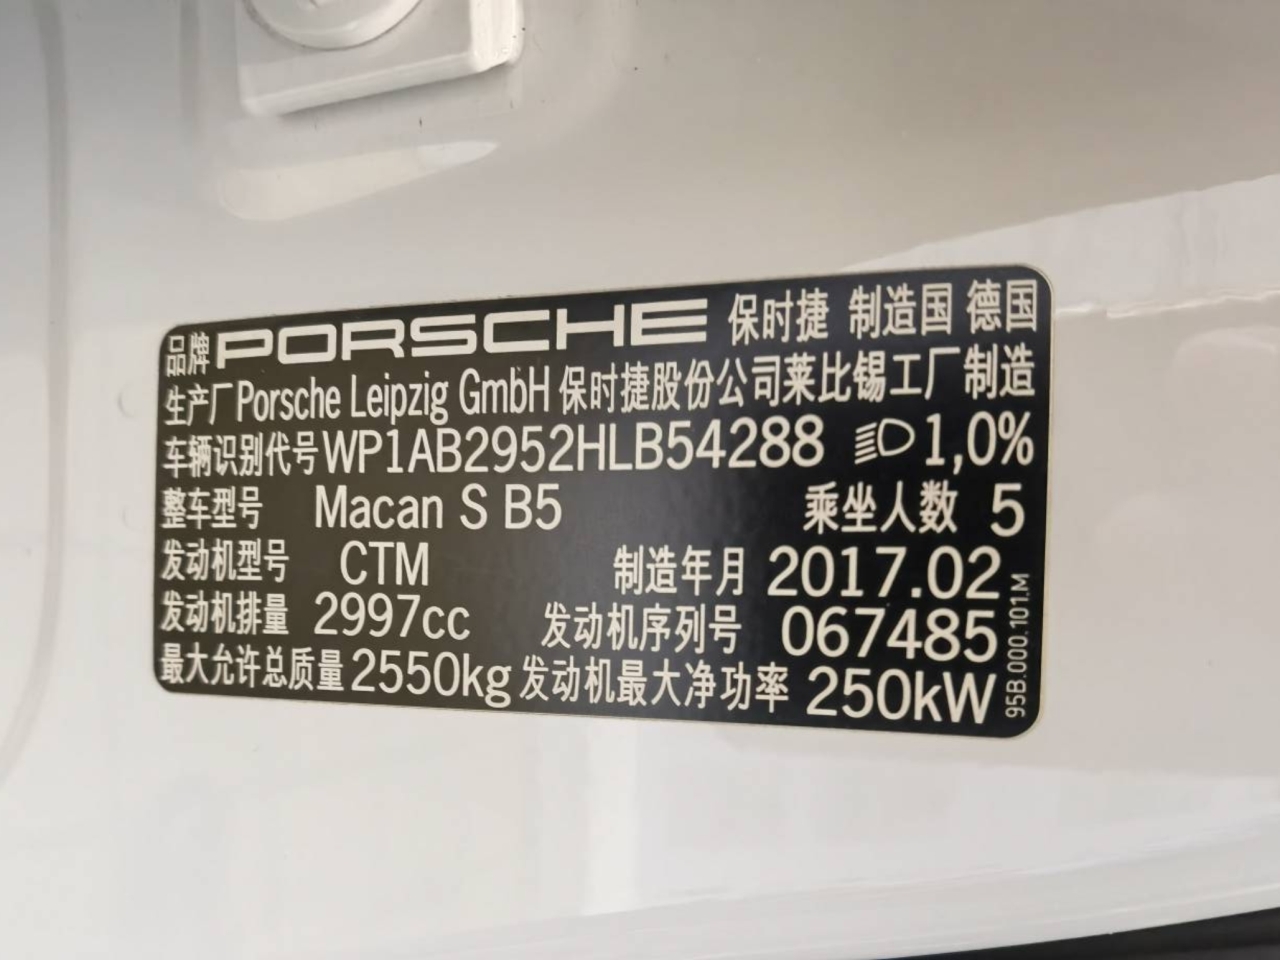 品牌 PORSCHE 保时捷 制造国 德国
生产厂 Porsche Leipzig GmbH 保时捷股份公司莱比锡工厂制造
车辆识别代号 WP1AB2952HLB54288 1,0%
整车型号 Macan S B5 乘坐人数 5
发动机型号 CTM 制造年月 2017.02
发动机排量 2997cc 发动机序列号 067485
最大允许总质量 2550kg 发动机最大净功率 250kW
95B.000.101.M